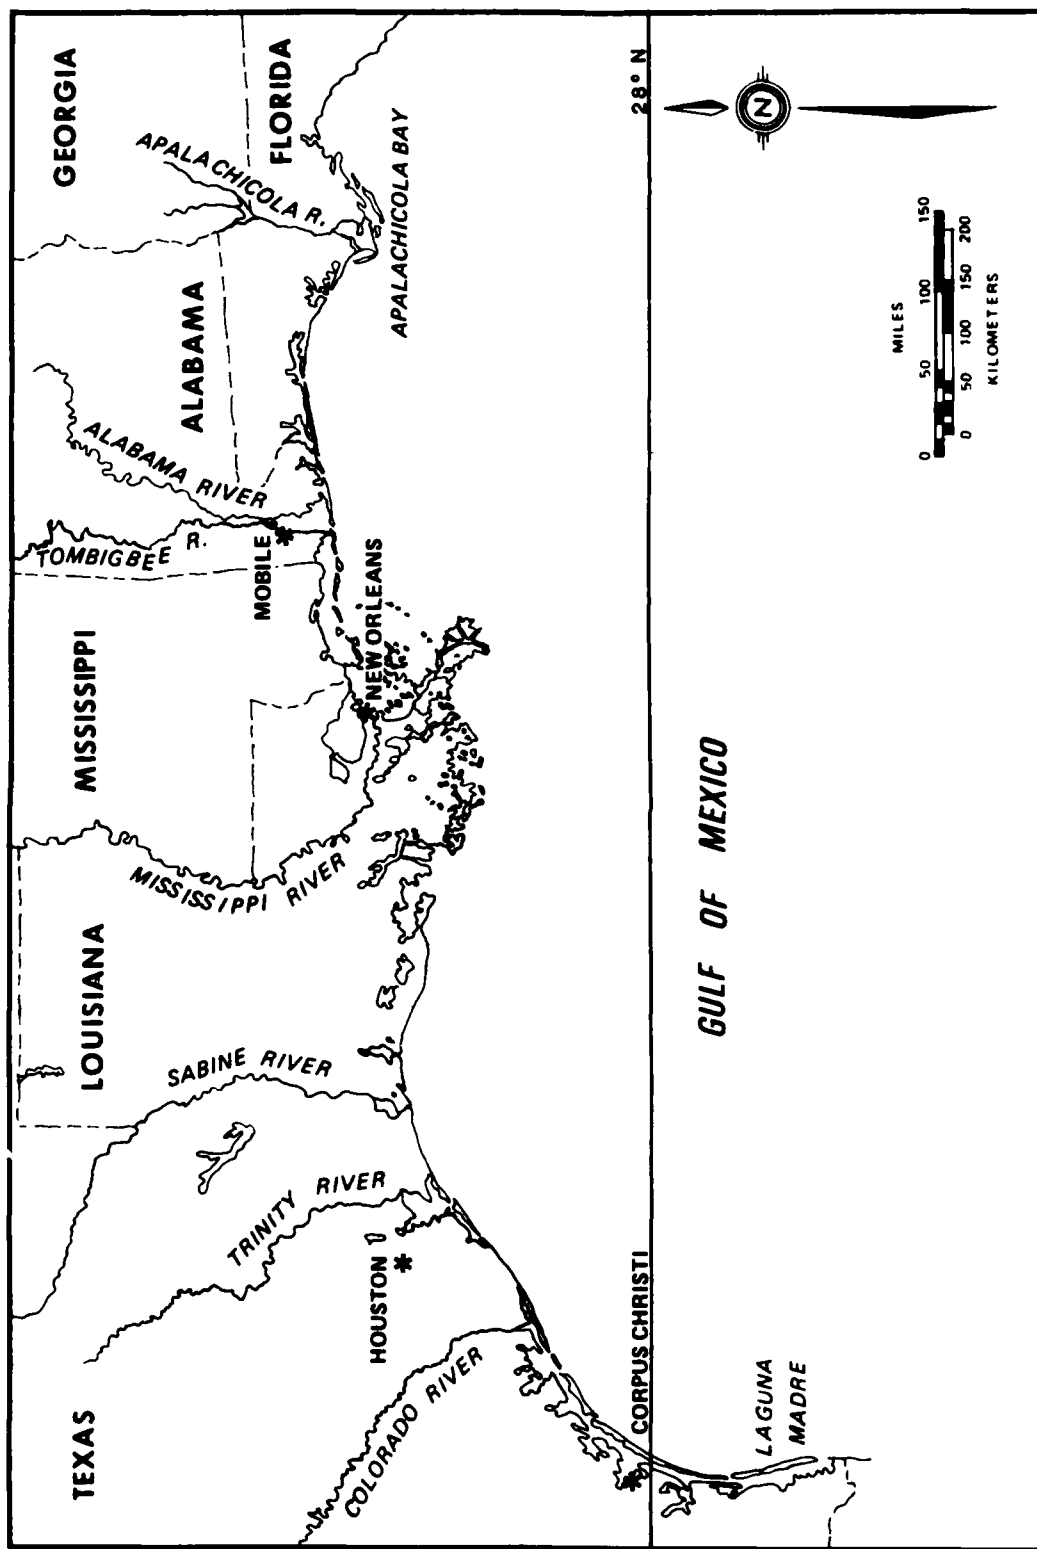 TEXAS
LOUISIANA
MISSISSIPPI
ALABAMA
GEORGIA
FLORIDA
COLORADO RIVER
TRINITY RIVER
SABINE RIVER
MISSISSIPPI RIVER
TOMBIGBEE R.
ALABAMA RIVER
APALACHICOLA R.
HOUSTON
MOBILE
NEW ORLEANS
CORPUS CHRISTI
APALACHICOLA BAY
LAGUNA
MADRE
GULF OF MEXICO
28° N
N
MILES
0 50 100 150
0 50 100 150 200
KILOMETERS